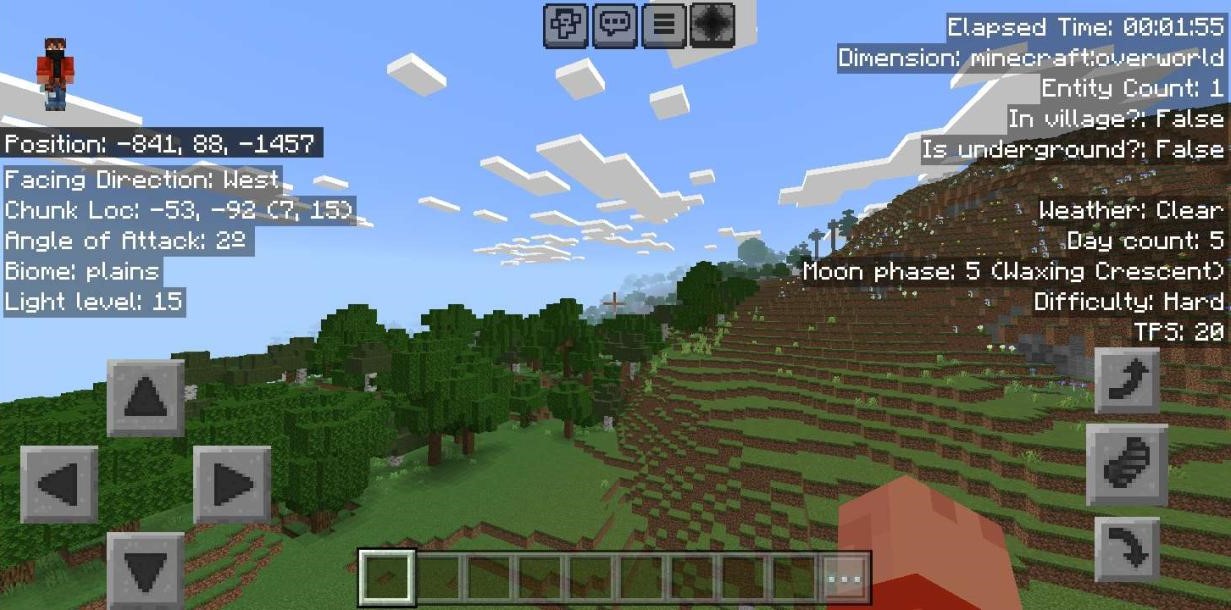 Position: -841, 88, -1457
Facing Direction: West
Chunk Loc: -53, -92 (7, 15)
Angle of Attack: 2º
Biome: plains
Light level: 15
Elapsed Time: 00:01:55
Dimension: minecraft:overworld
Entity Count: 1
In village?: False
Is underground?: False
Weather: Clear
Day count: 5
Moon phase: 5 (Waxing Crescent)
Difficulty: Hard
TPS: 20